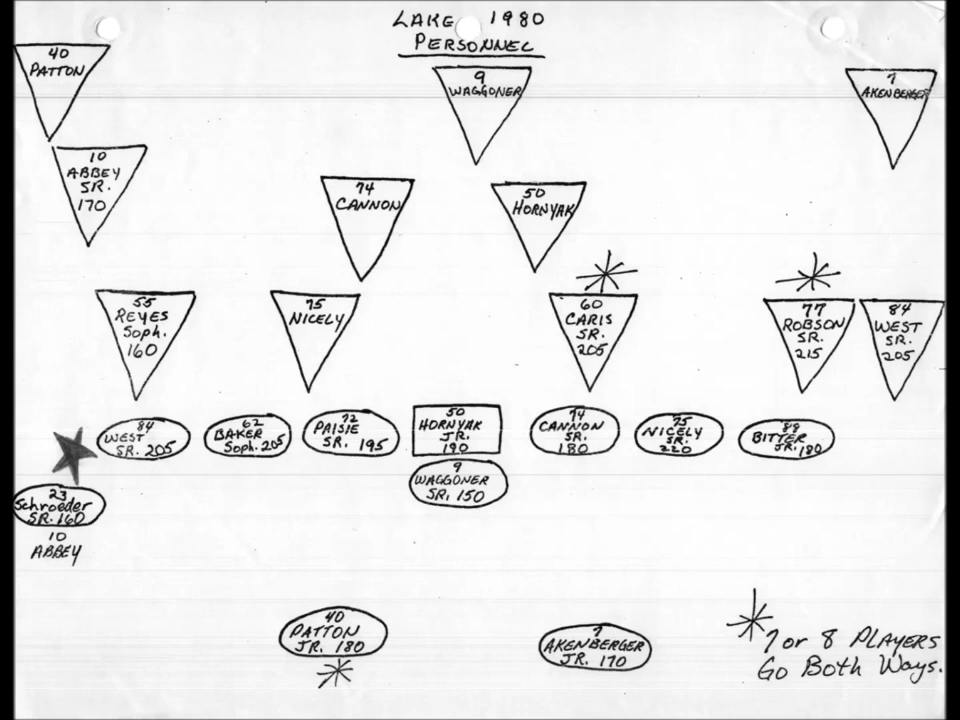 LAKE 1980
PERSONNEL
40
PATTON
9
WAGGONER
7
AKENBERGER
10
ABBEY
SR.
170
74
CANNON
50
HORNYAK
55
REYES
Soph.
160
75
NICELY
60
CARIS
SR.
205
77
ROBSON
SR.
215
84
WEST
SR.
205
84
WEST
SR. 205
62
BAKER
Soph. 205
72
PAISIE
SR. 195
50
HORNYAK
JR.
190
74
CANNON
SR.
180
75
NICELY
SR.
220
88
BITTER
JR. 180
9
WAGGONER
SR. 150
23
Schroeder
SR. 160
10
ABBEY
40
PATTON
JR. 180
7
AKENBERGER
JR. 170
7 or 8 PLAYERS
Go Both Ways.